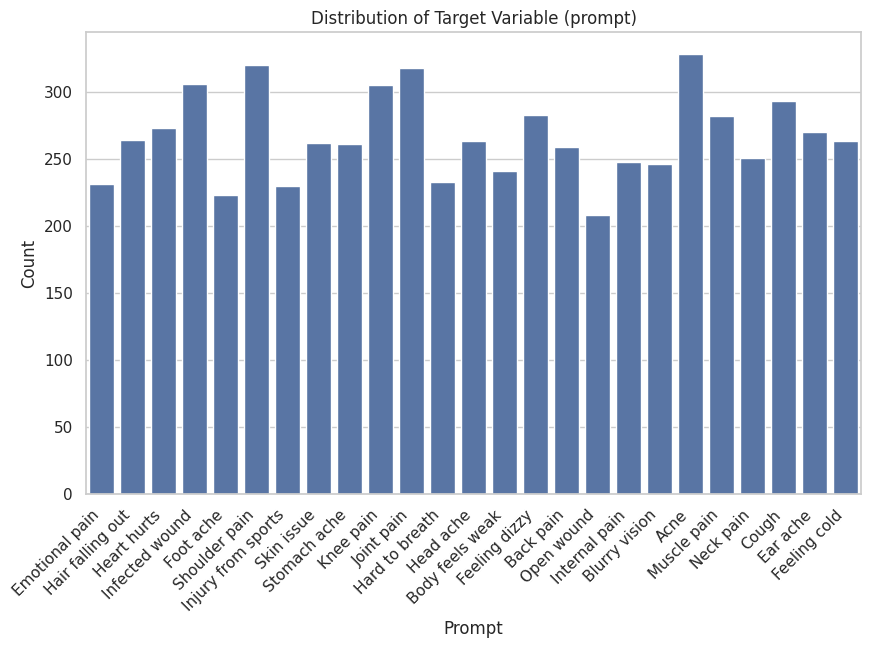 Distribution of Target Variable (prompt)
300
250
200
150
100
50
0
Count
Emotional pain
Hair falling out
Heart hurts
Infected wound
Foot ache
Shoulder pain
Injury from sports
Skin issue
Stomach ache
Knee pain
Joint pain
Hard to breath
Head ache
Body feels weak
Feeling dizzy
Back pain
Open wound
Internal pain
Blurry vision
Acne
Muscle pain
Neck pain
Cough
Ear ache
Feeling cold
Prompt